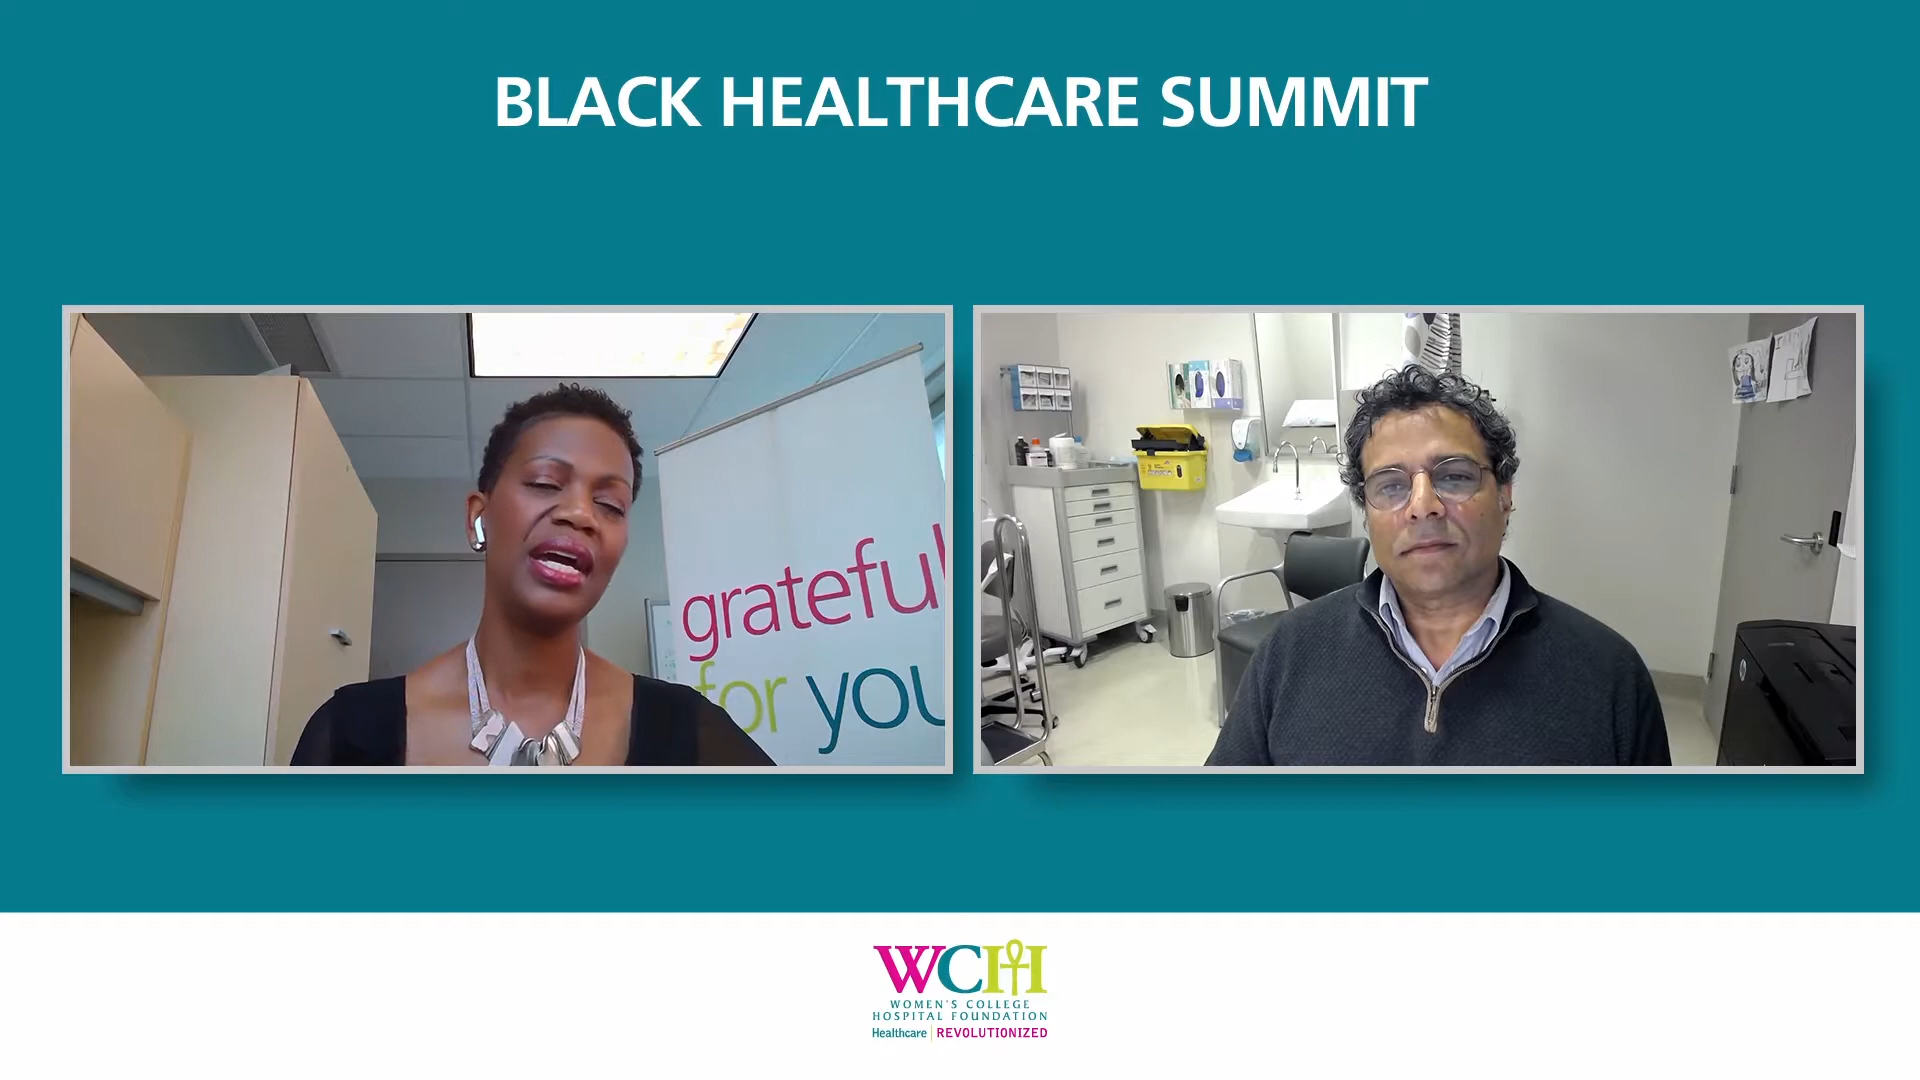 BLACK HEALTHCARE SUMMIT
grateful
for you
WCH
WOMEN'S COLLEGE
HOSPITAL FOUNDATION
Healthcare | REVOLUTIONIZED